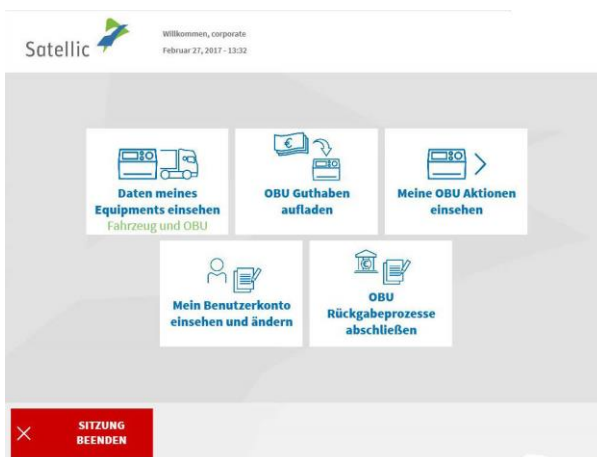 Satellic
Willkommen, corporate
Februar 27, 2017 - 13:32
Daten meines
Equipments einsehen
Fahrzeug und OBU
€
OBU Guthaben
aufladen
Meine OBU Aktionen
einsehen
Mein Benutzerkonto
einsehen und ändern
€
OBU
Rückgabeprozesse
abschließen
SITZUNG
BEENDEN